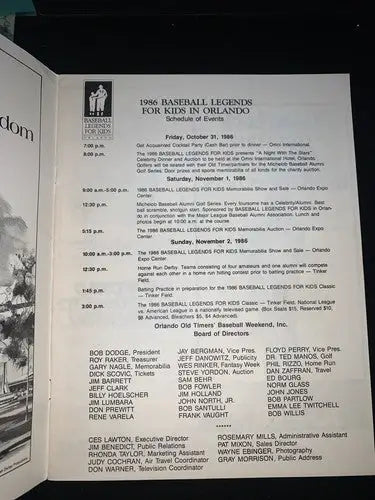 dom
BASEBALL
LEGENDS
FOR KIDS
1986 BASEBALL LEGENDS
FOR KIDS IN ORLANDO
Schedule of Events
Friday, October 31, 1986
7:00 p.m. Get Acquainted Cocktail Party (Cash Bar) prior to dinner — Omni International.
8:00 p.m. The 1986 BASEBALL LEGENDS FOR KIDS presents "A Night With The Stars" Celebrity Dinner and Auction to be held at the Omni International Hotel, Orlando.
Golfers will be seated with their Old Timer/partners for the Michelob Baseball Alumni
Golf Series. Door prizes and sports memorabilia of all kinds for the charity auction.
Saturday, November 1, 1986
9:00 a.m.-5:00 p.m. 1986 BASEBALL LEGENDS FOR KIDS Memorabilia Show and Sale — Orlando Expo
Center.
12:30 p.m. Michelob Baseball Alumni Golf Series. Every foursome has a Celebrity/Alumni. Best
ball scramble, shotgun start. Sponsored by BASEBALL LEGENDS FOR KIDS in Orlan-
do in conjunction with the Major League Baseball Alumni Association. Lunch and
photos begin at 10:00 a.m. at the course.
5:15 p.m. The 1986 BASEBALL LEGENDS FOR KIDS Memorabilia Auction — Orlando
Expo Center.
Sunday, November 2, 1986
10:00 a.m.-3:00 p.m. The 1986 BASEBALL LEGENDS FOR KIDS Memorabilia Show and Sale — Orlando
Expo Center.
12:30 p.m. Home Run Derby. Teams consisting of four amateurs and one alumni will compete
against each other in a home run hitting contest prior to batting practice — Tinker
Field.
1:45 p.m. Batting Practice in preparation for the 1986 BASEBALL LEGENDS FOR KIDS
Classic — Tinker Field.
3:00 p.m. The 1986 BASEBALL LEGENDS FOR KIDS Classic — Tinker Field. National League
vs. American League in a nationally televised game. (Box Seats $15, Reserved $10,
$8 Advanced, Bleachers $5, $4 Advanced).
Orlando Old Timers' Baseball Weekend, Inc.
Board of Directors
BOB DODGE, President JAY BERGMAN, Vice Pres. FLOYD PERRY, Vice Pres.
ROY RAKER, Treasurer JEFF DANOWITZ, Publicity DR. TED MANOS, Golf
GARY NAGLE, Memorabilia WES RINKER, Fantasy Week PHIL RIZZO, Home Run
DICK SCOVIO, Tickets STEVE YORDON, Auction DAN ZAFFRAN, Travel
JIM BARRETT SAM BEHR ED BOURG
JEFF CLARK BOB FOWLER NORM GLASS
BILLY HOELSCHER JIM HOLLAND JOHN JONES
JIM LUMBARA JOHN NORTH, JR. BOB PARTLOW
DON PREWITT BOB SANTULLI EMMA LEE TWITCHELL
RENE VARELA FRANK VAUGHT BOB WILLIS
******
CES LAWTON, Executive Director ROSEMARY MILLS, Administrative Assistant
JIM BENEDICT, Public Relations PAT MIXON, Sales Director
RHONDA TAYLOR, Marketing Assistant WAYNE EBINGER, Photography
JUDY COCHRAN, Air Travel Coordinator GRAY MORRISON, Public Address
DON WARNER, Television Coordinator